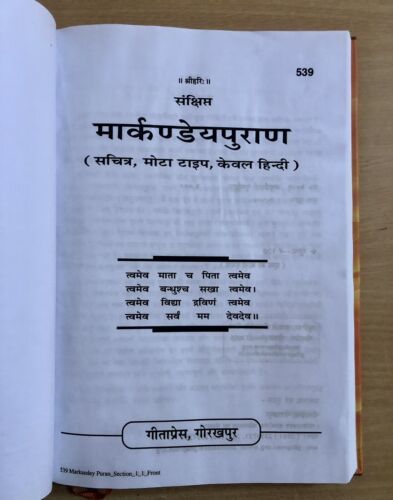 539
॥ श्रीहरिः ॥
संक्षिप्त
मार्कण्डेयपुराण
( सचित्र, मोटा टाइप, केवल हिन्दी )
त्वमेव माता च पिता त्वमेव
त्वमेव बन्धुश्च सखा त्वमेव।
त्वमेव विद्या द्रविणं त्वमेव
त्वमेव सर्वं मम देवदेव॥
गीताप्रेस, गोरखपुर
539 Markandey Puran_Section_1_1_Front